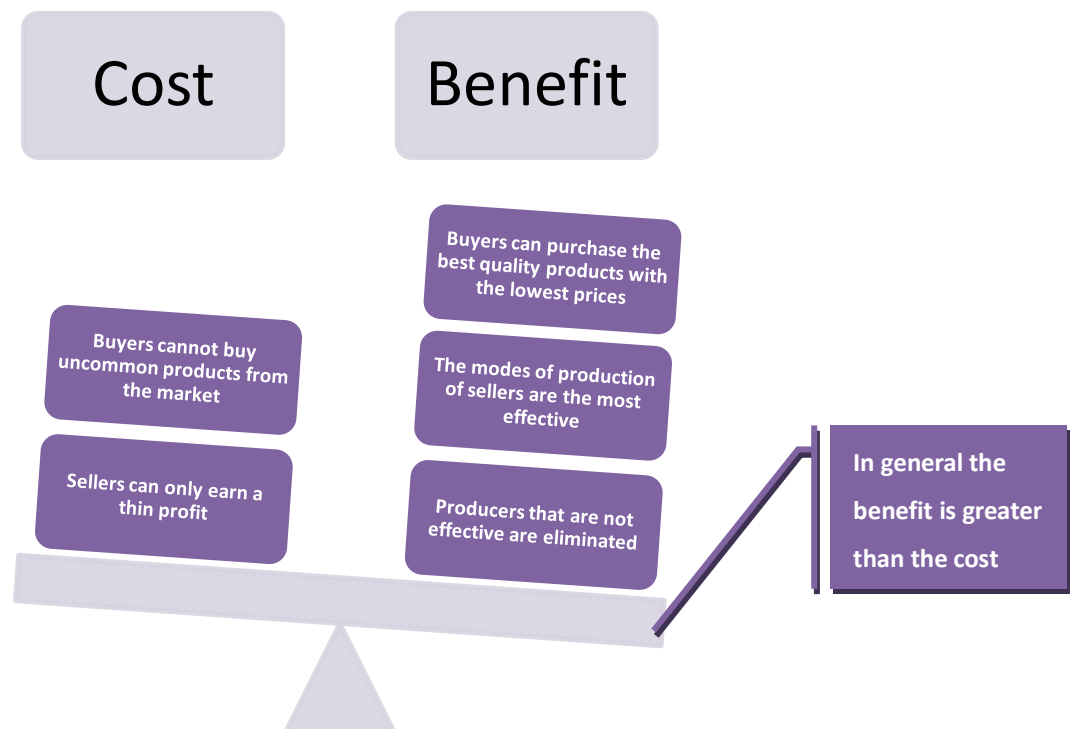 Cost
Benefit
Buyers cannot buy
uncommon products from
the market
Sellers can only earn a
thin profit
Buyers can purchase the
best quality products with
the lowest prices
The modes of production
of sellers are the most
effective
Producers that are not
effective are eliminated
In general the
benefit is greater
than the cost